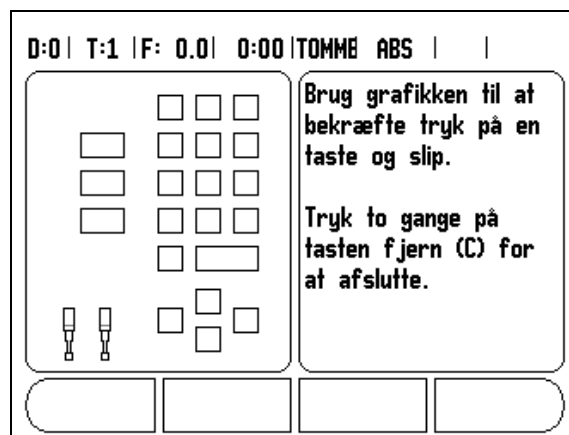 D:0| T:1 |F: 0.0| 0:00|TOMME ABS | |
Brug grafikken til at
bekræfte tryk på en
taste og slip.
Tryk to gange på
tasten fjern (C) for
at afslutte.